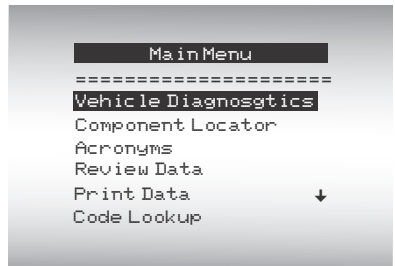 Main Menu
=====================
Vehicle Diagnosgtics
Component Locator
Acronyms
Review Data
Print Data ↓
Code Lookup